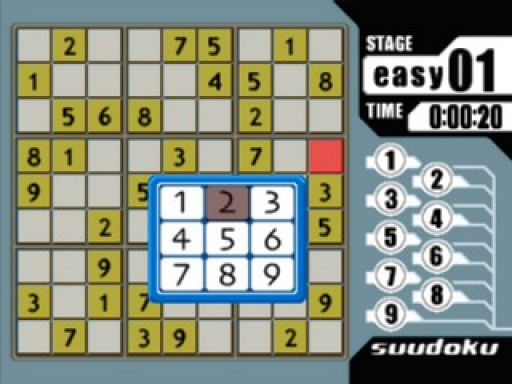 2 7 5 1
1 4 5 8
5 6 8 2
8 1 3 7
9 5 3
2 5
9
3 1 7 9
7 3 9 2
1 2 3
4 5 6
7 8 9
STAGE
easy 01
TIME 0:00:20
1
2
3
4
5
6
7
8
9
suudoku